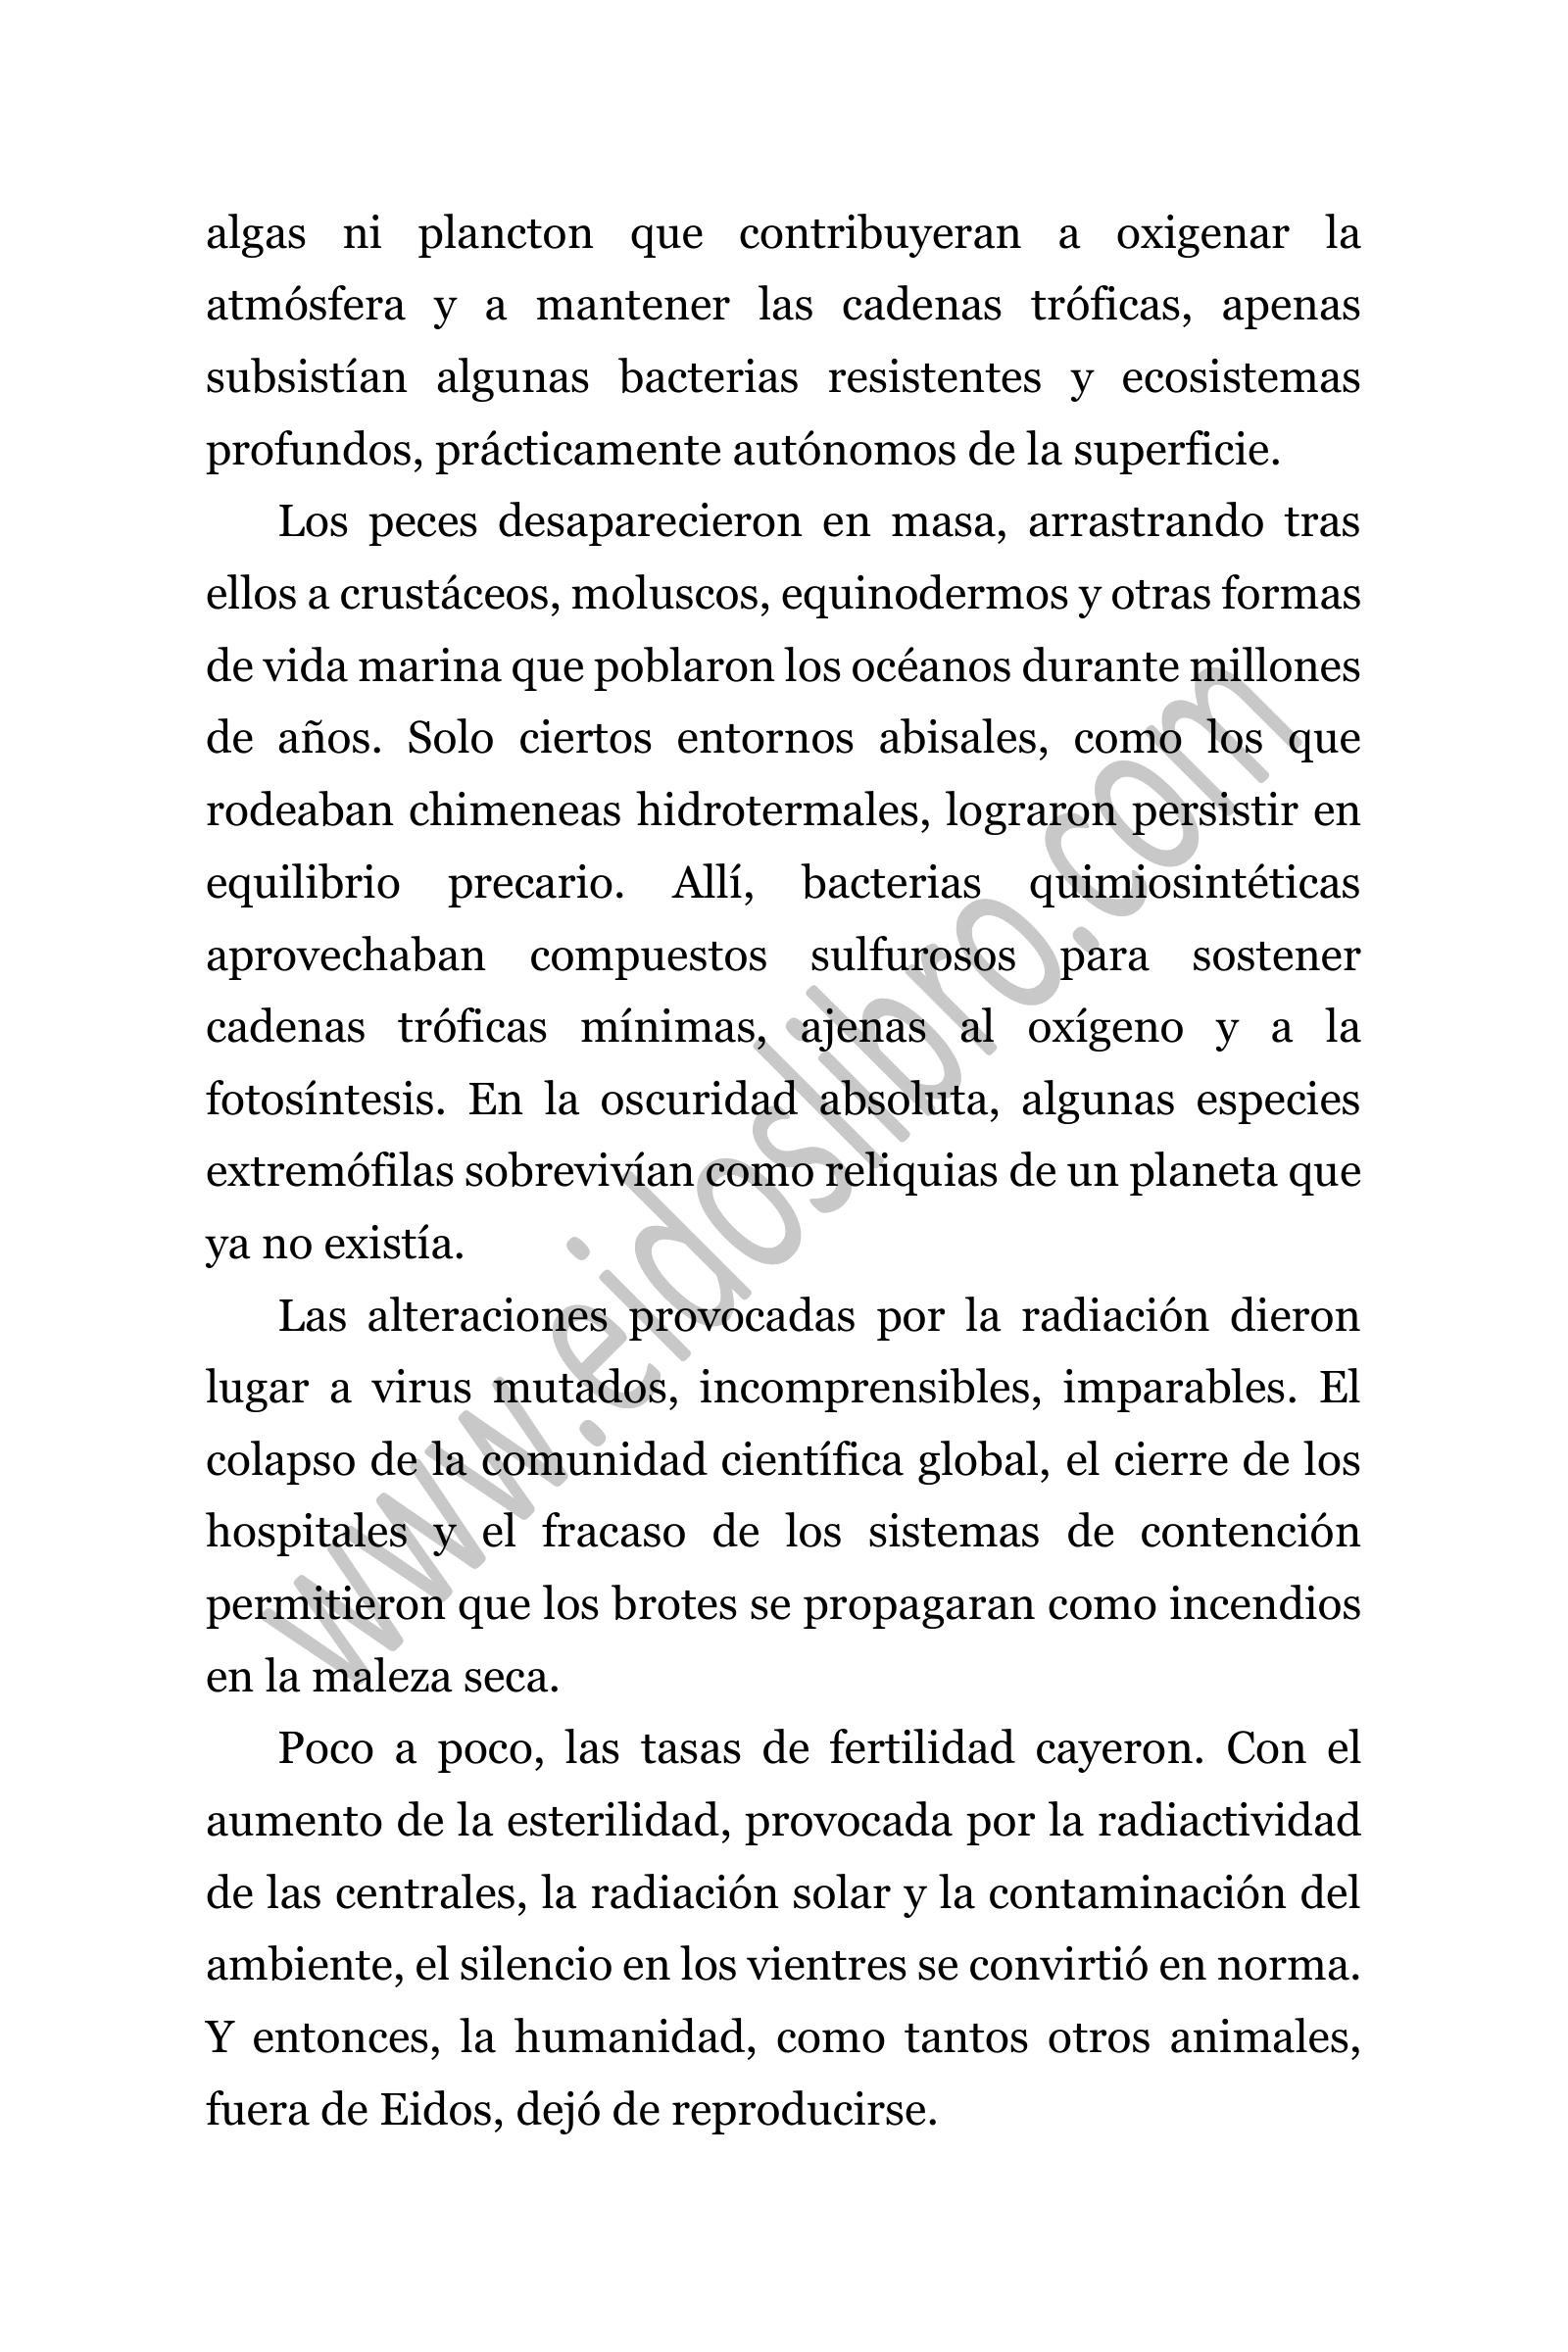 algas ni plancton que contribuyeran a oxigenar la
atmósfera y a mantener las cadenas tróficas, apenas
subsistían algunas bacterias resistentes y ecosistemas
profundos, prácticamente autónomos de la superficie.
Los peces desaparecieron en masa, arrastrando tras
ellos a crustáceos, moluscos, equinodermos y otras formas
de vida marina que poblaron los océanos durante millones
de años. Solo ciertos entornos abisales, como los que
rodeaban chimeneas hidrotermales, lograron persistir en
equilibrio precario. Allí, bacterias quimiosintéticas
aprovechaban compuestos sulfurosos para sostener
cadenas tróficas mínimas, ajenas al oxígeno y a la
fotosíntesis. En la oscuridad absoluta, algunas especies
extremófilas sobrevivían como reliquias de un planeta que
ya no existía.
Las alteraciones provocadas por la radiación dieron
lugar a virus mutados, incomprensibles, imparables. El
colapso de la comunidad científica global, el cierre de los
hospitales y el fracaso de los sistemas de contención
permitieron que los brotes se propagaran como incendios
en la maleza seca.
Poco a poco, las tasas de fertilidad cayeron. Con el
aumento de la esterilidad, provocada por la radiactividad
de las centrales, la radiación solar y la contaminación del
ambiente, el silencio en los vientres se convirtió en norma.
Y entonces, la humanidad, como tantos otros animales,
fuera de Eidos, dejó de reproducirse.
www.eidoslibro.com